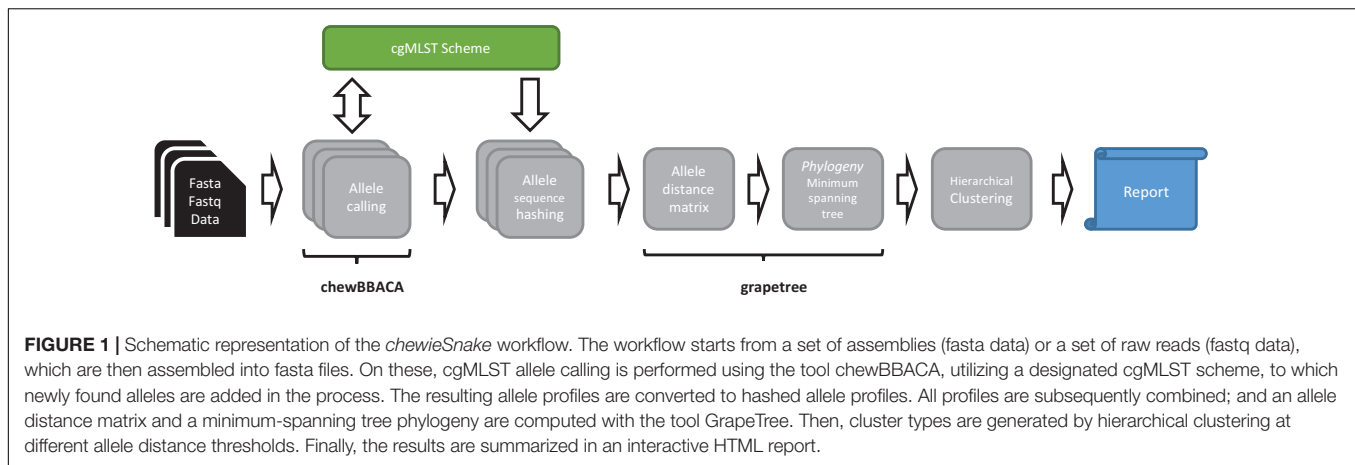 cgMLST Scheme
Fasta
Fastq
Data
Allele
calling
Allele
sequence
hashing
Allele
distance
matrix
Phylogeny
Minimum
spanning
tree
Hierarchical
Clustering
Report
chewBBACA
grapetree
FIGURE 1 | Schematic representation of the chewieSnake workflow. The workflow starts from a set of assemblies (fasta data) or a set of raw reads (fastq data),
which are then assembled into fasta files. On these, cgMLST allele calling is performed using the tool chewBBACA, utilizing a designated cgMLST scheme, to which
newly found alleles are added in the process. The resulting allele profiles are converted to hashed allele profiles. All profiles are subsequently combined; and an allele
distance matrix and a minimum-spanning tree phylogeny are computed with the tool GrapeTree. Then, cluster types are generated by hierarchical clustering at
different allele distance thresholds. Finally, the results are summarized in an interactive HTML report.